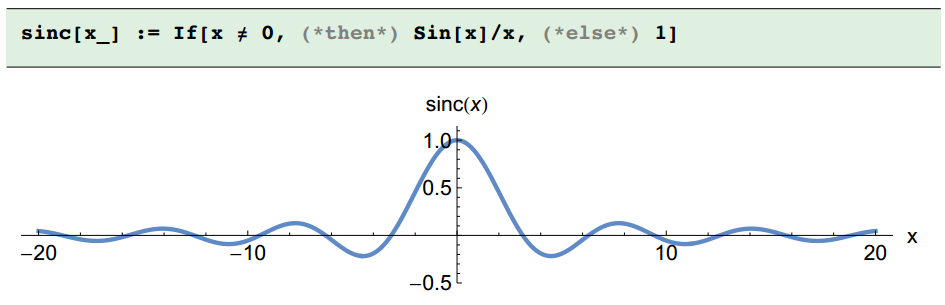 sinc[x_] := If[x ≠ 0, (*then*) Sin[x]/x, (*else*) 1]
sinc(x)
1.0
0.5
−20
−10
10
20
x
−0.5